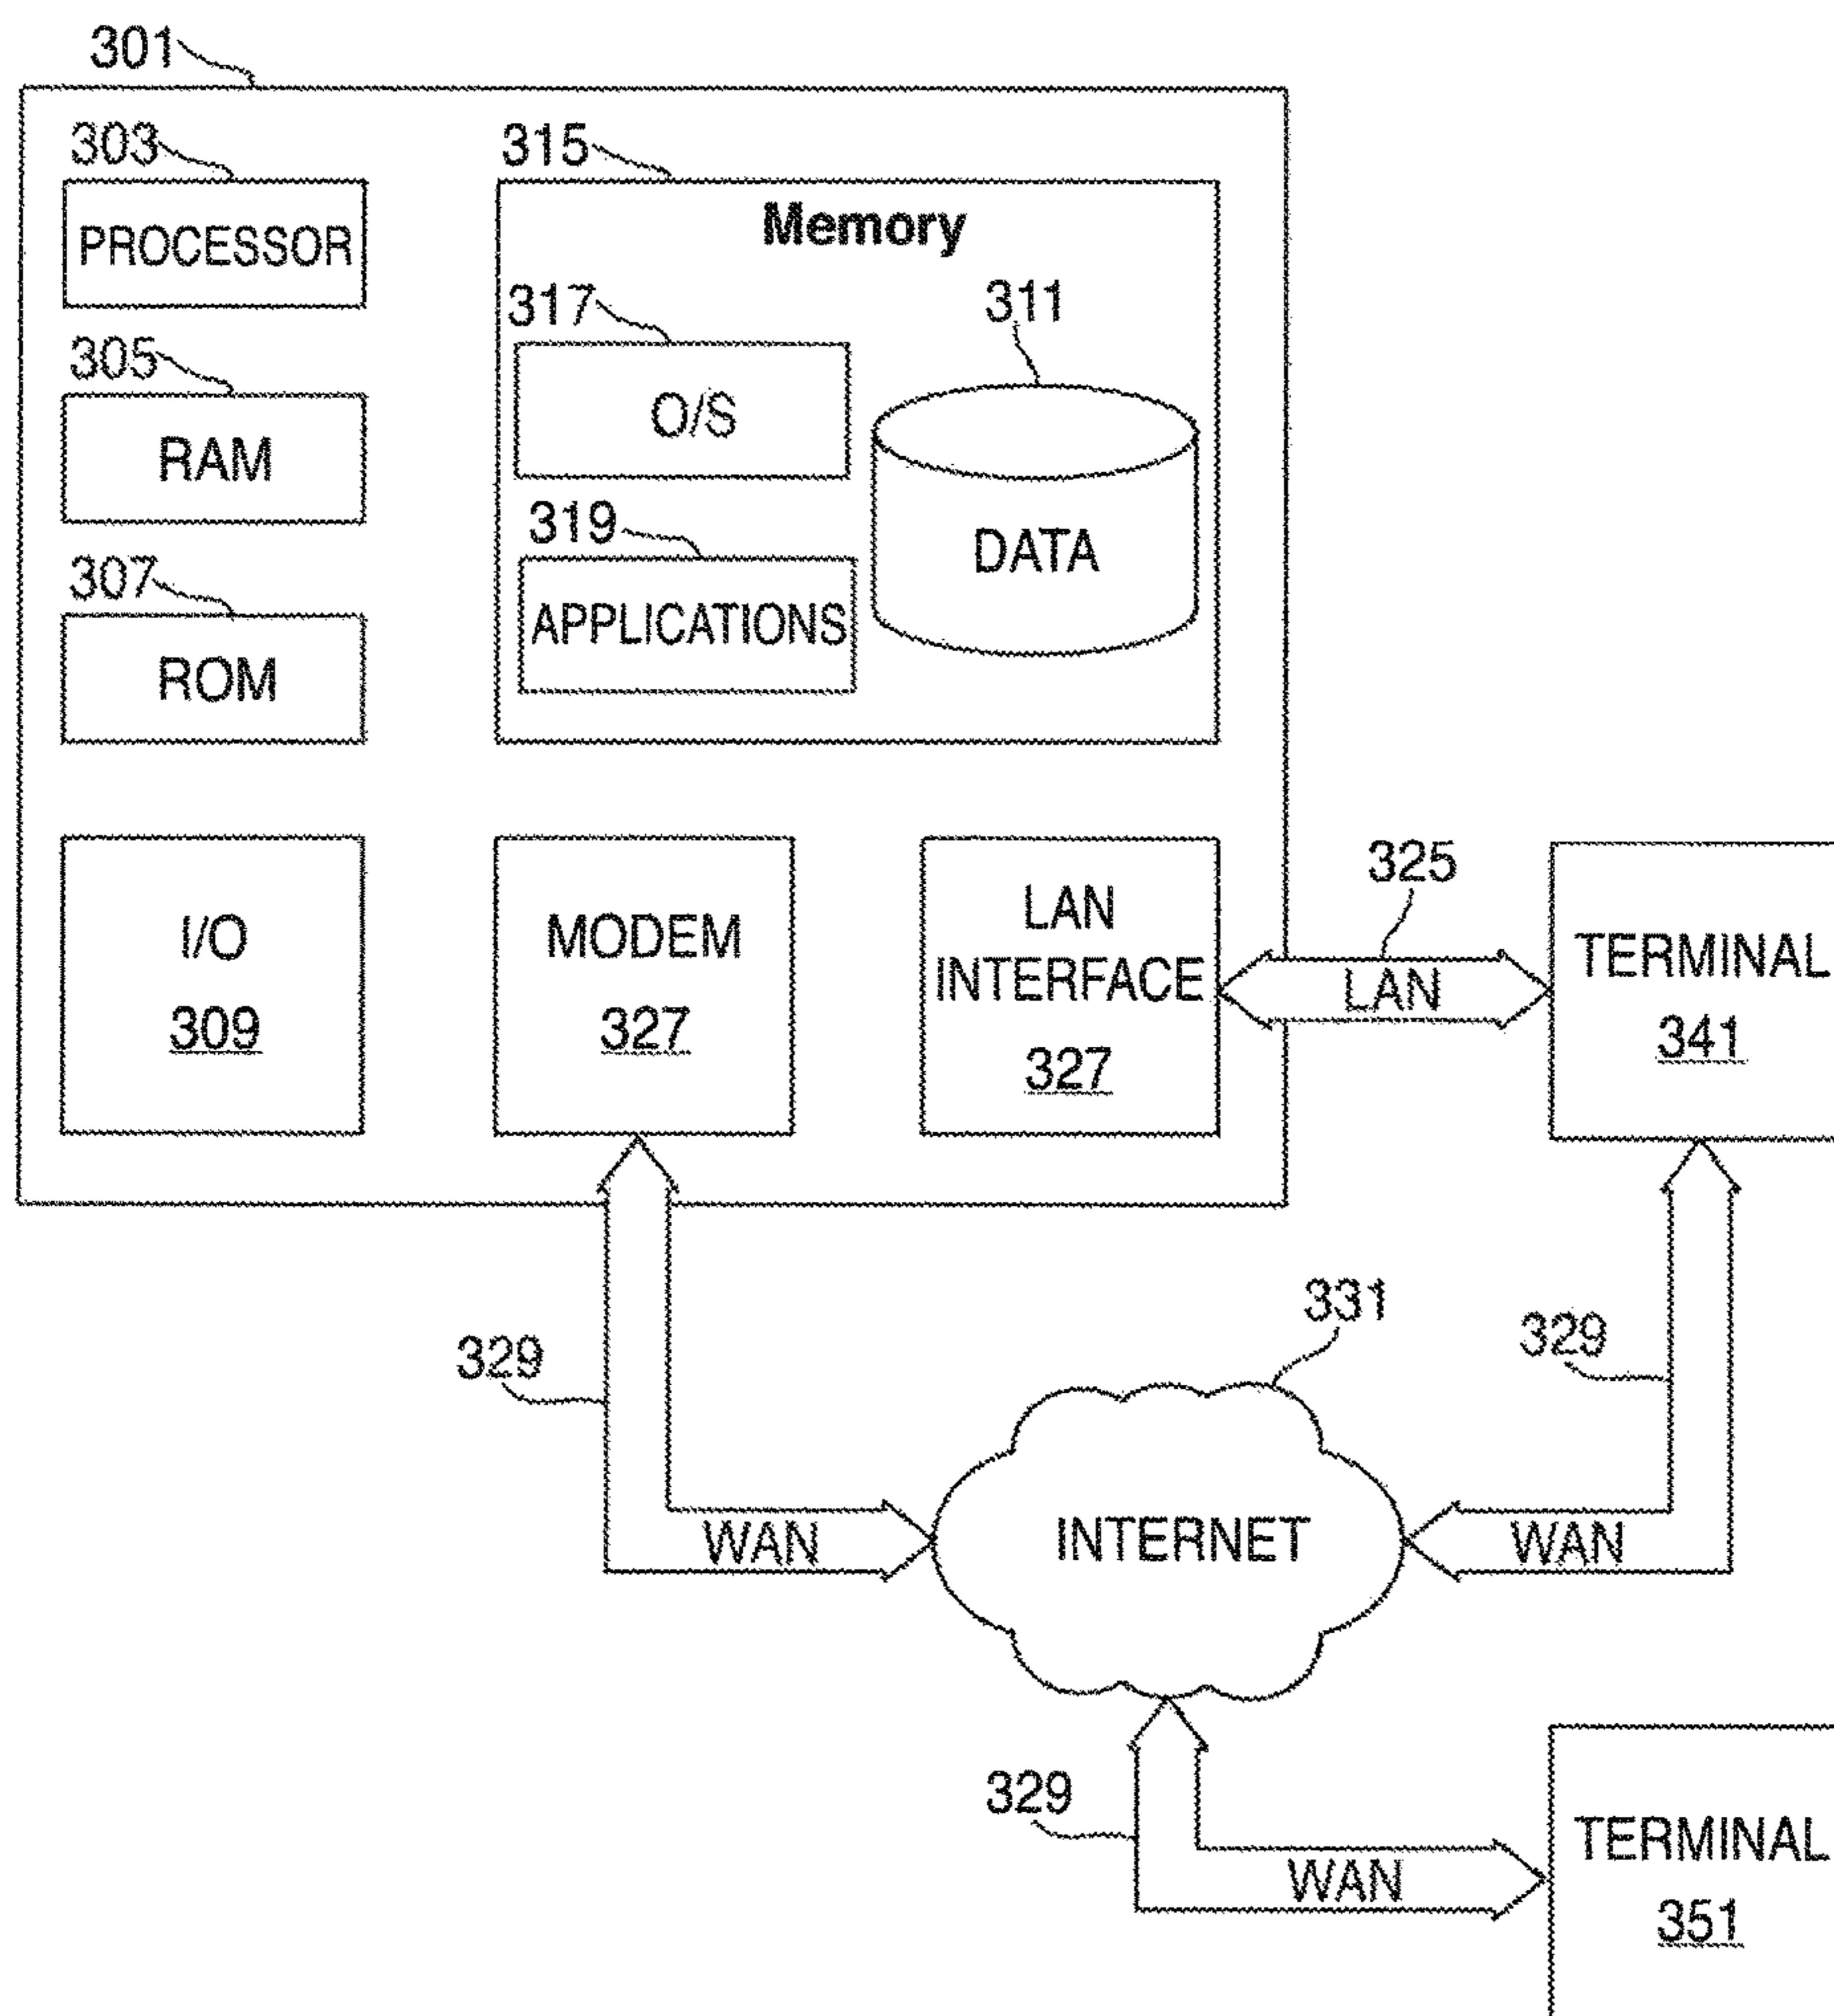 301
303
PROCESSOR
305
RAM
307
ROM
315
Memory
317
O/S
311
DATA
319
APPLICATIONS
I/O
309
MODEM
327
LAN
INTERFACE
327
325
LAN
TERMINAL
341
329
WAN
331
INTERNET
329
WAN
329
WAN
TERMINAL
351